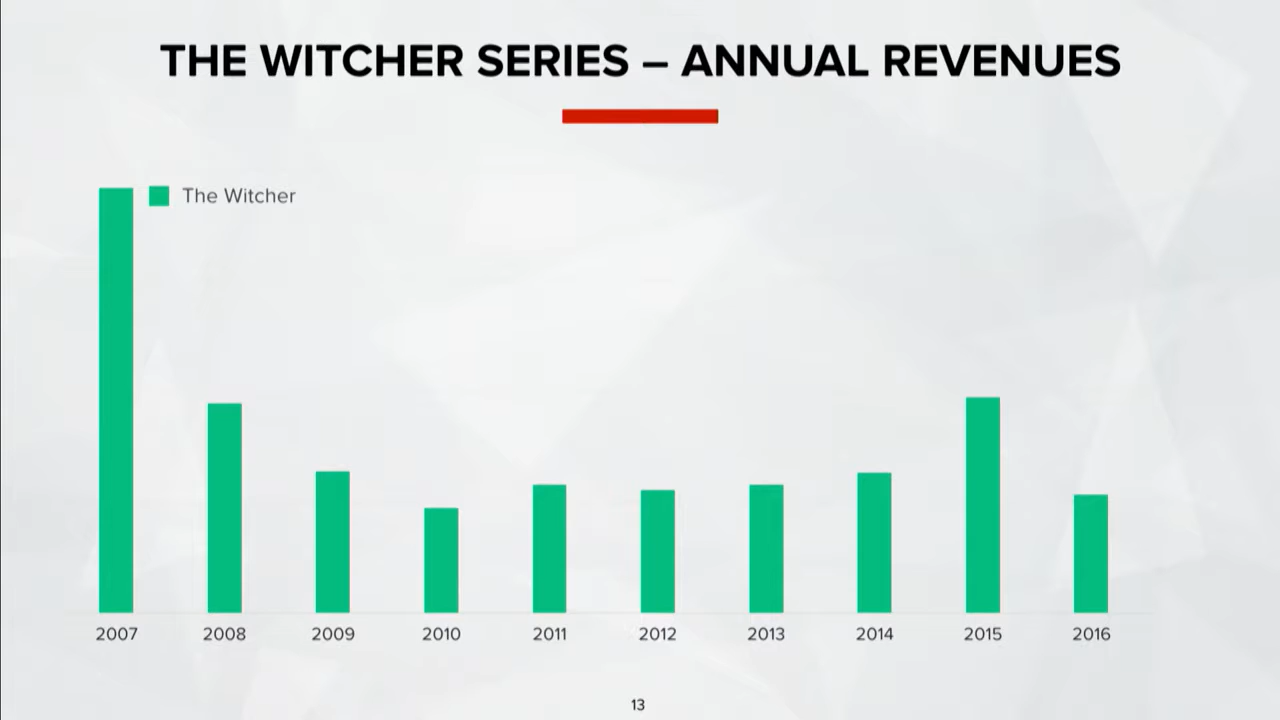 THE WITCHER SERIES – ANNUAL REVENUES
The Witcher
2007 2008 2009 2010 2011 2012 2013 2014 2015 2016
13